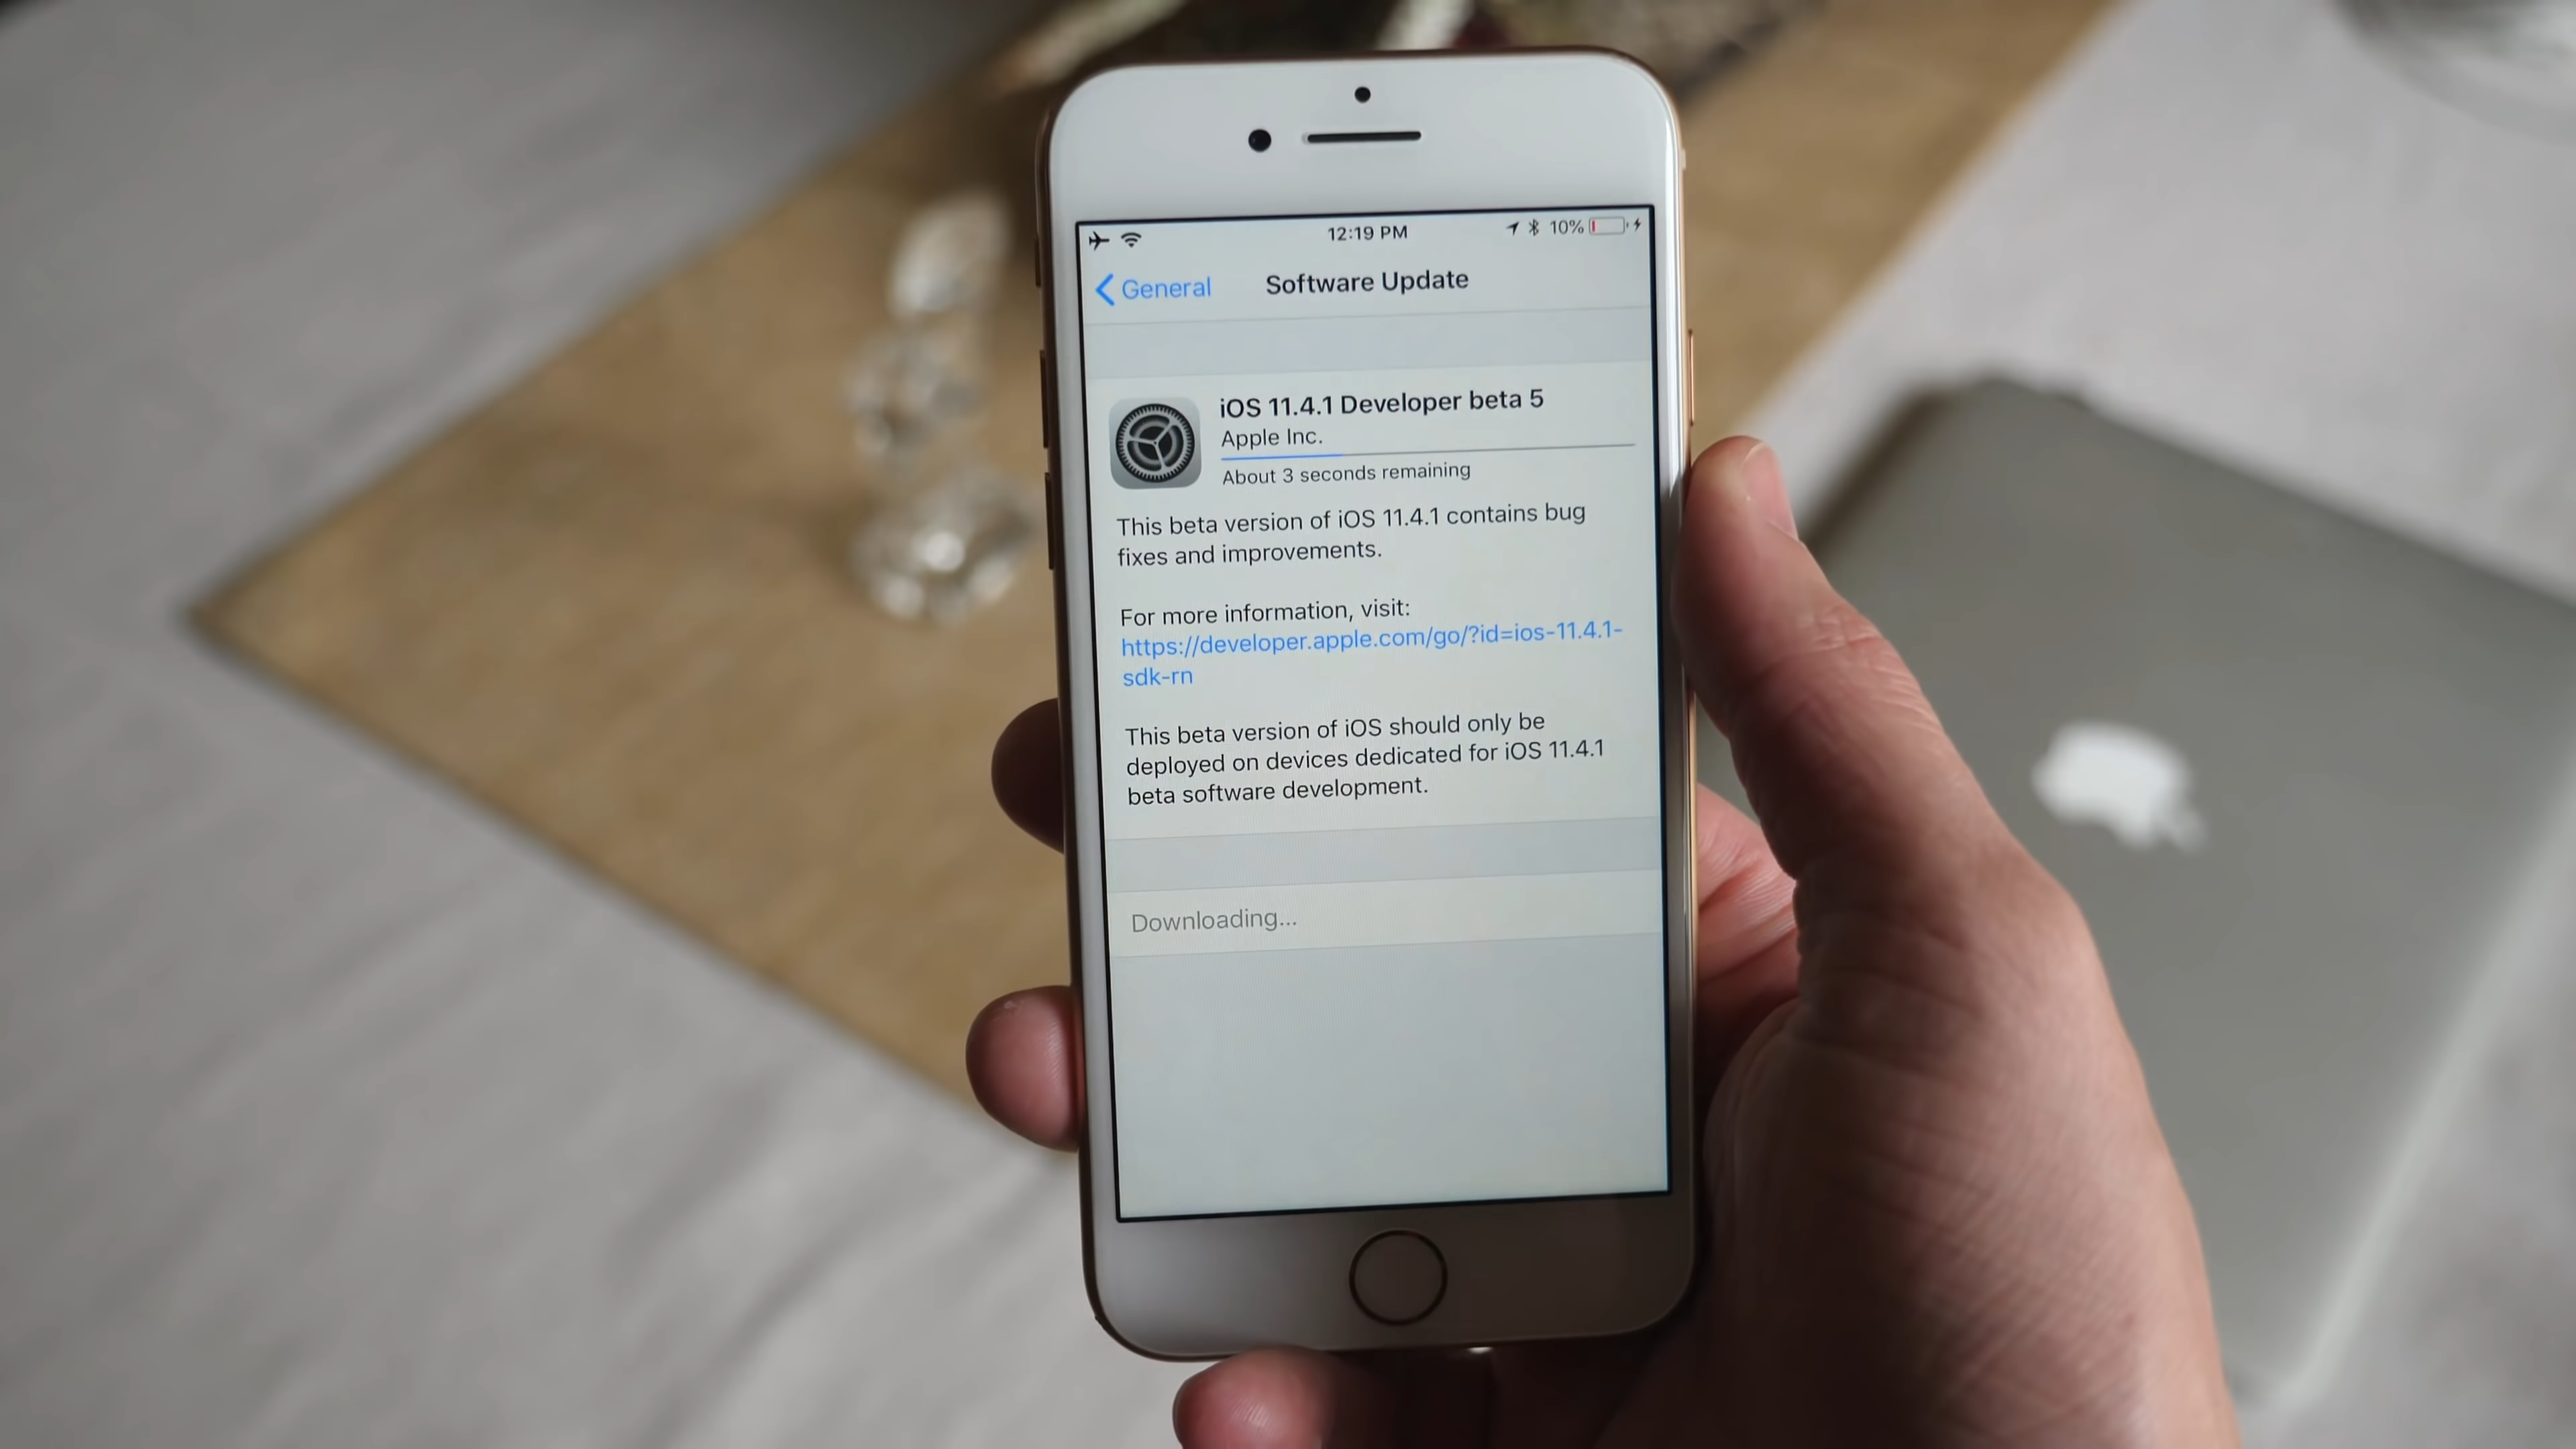 12:19 PM
10%
General
Software Update
iOS 11.4.1 Developer beta 5
Apple Inc.
About 3 seconds remaining
This beta version of iOS 11.4.1 contains bug
fixes and improvements.
For more information, visit:
https://developer.apple.com/go/?id=ios-11.4.1-
sdk-rn
This beta version of iOS should only be
deployed on devices dedicated for iOS 11.4.1
beta software development.
Downloading...